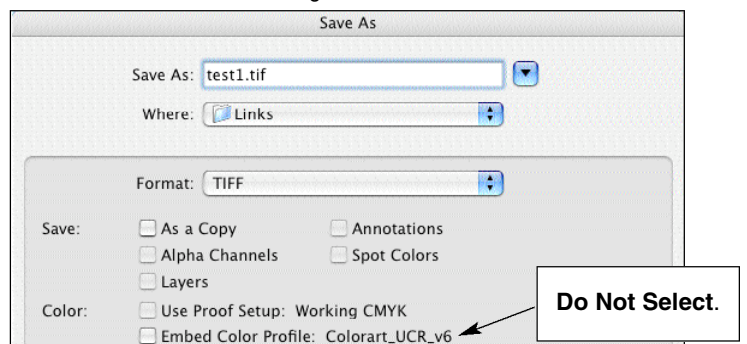 Save As
Save As: test1.tif
Where: Links
Format: TIFF
Save: As a Copy Annotations
Alpha Channels Spot Colors
Layers
Color: Use Proof Setup: Working CMYK
Embed Color Profile: Colorart_UCR_v6
Do Not Select.